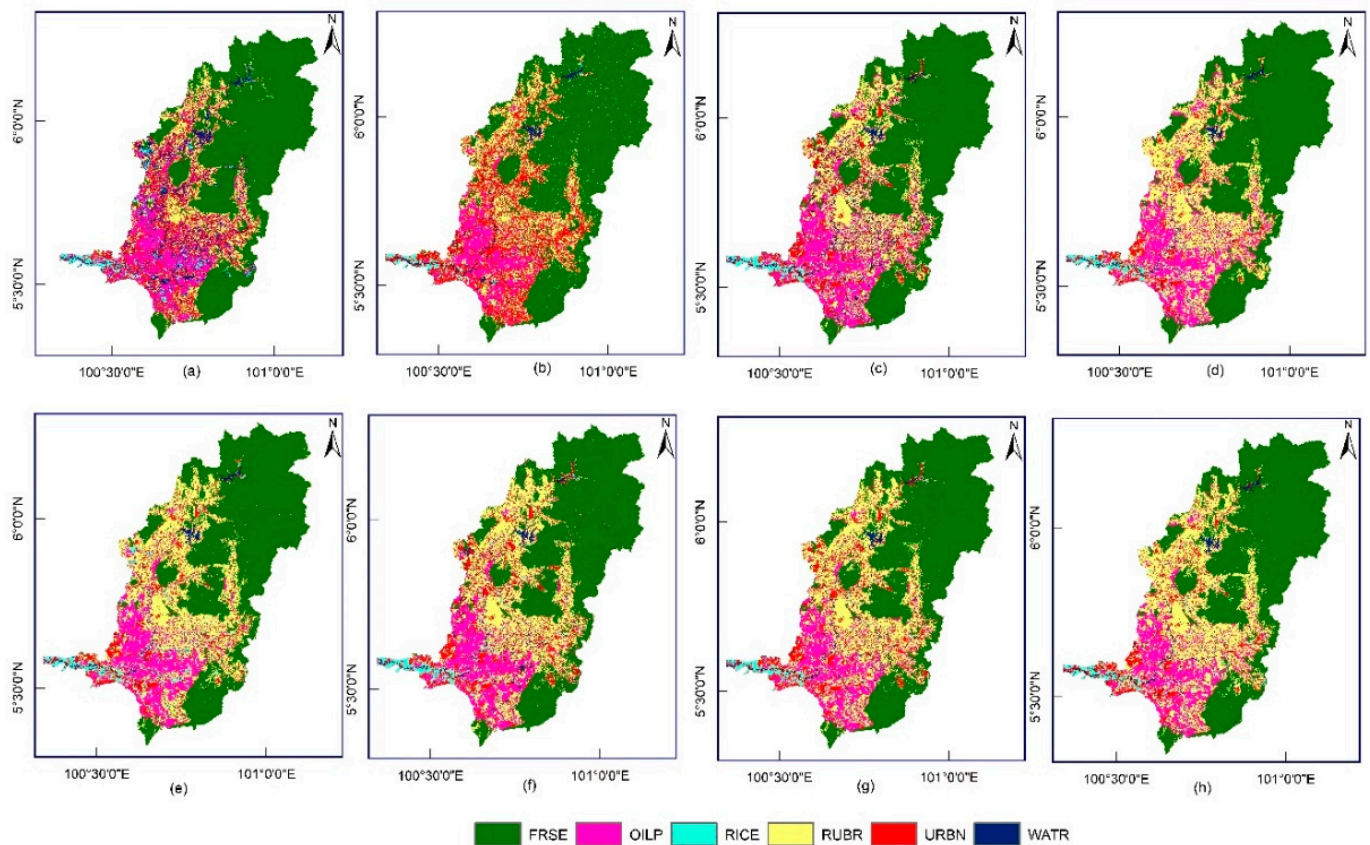 N N N N
6°0'0"N 6°0'0"N 6°0'0"N 6°0'0"N
5°30'0"N 5°30'0"N 5°30'0"N 5°30'0"N
100°30'0"E 101°0'0"E 100°30'0"E 101°0'0"E 100°30'0"E 101°0'0"E 100°30'0"E 101°0'0"E
(a) (b) (c) (d)
N N N N
6°0'0"N 6°0'0"N 6°0'0"N 6°0'0"N
5°30'0"N 5°30'0"N 5°30'0"N 5°30'0"N
100°30'0"E 101°0'0"E 100°30'0"E 101°0'0"E 100°30'0"E 101°0'0"E 100°30'0"E 101°0'0"E
(e) (f) (g) (h)
FRSE OILP RICE RUBR URBN WATR